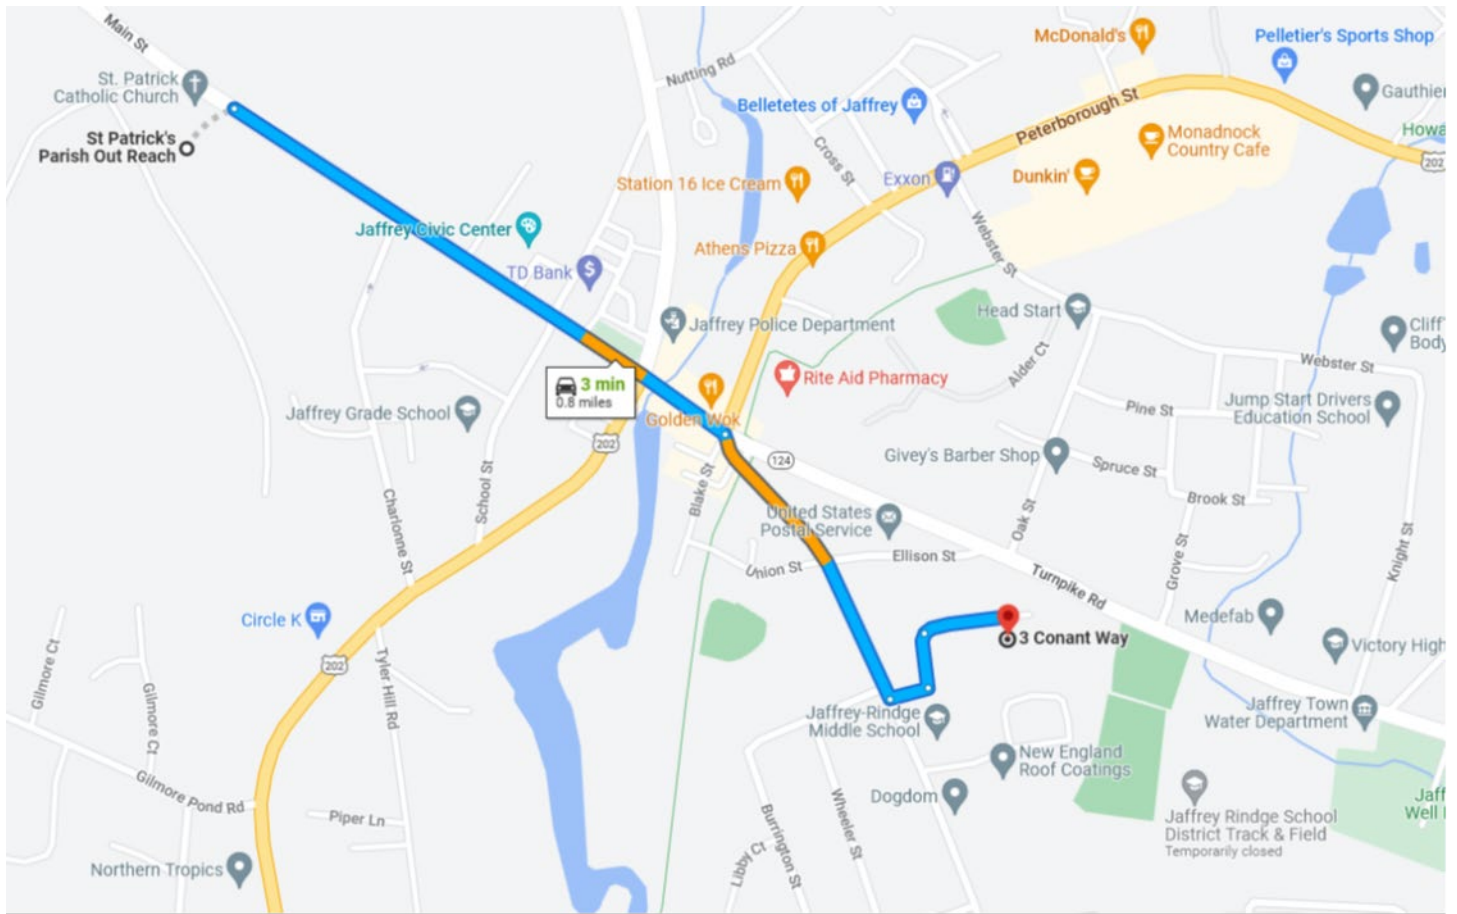 Main St
St. Patrick
Catholic Church
St Patrick's
Parish Out Reach
Nutting Rd
McDonald's
Pelletier's Sports Shop
Belletetes of Jaffrey
Peterborough St
Gauthier
Howa
202
Cross St
Monadnock
Country Cafe
Station 16 Ice Cream
Exxon
Dunkin'
Jaffrey Civic Center
Athens Pizza
Webster St
TD Bank
Jaffrey Police Department
Head Start
Cliff
Body
3 min
0.8 miles
Rite Aid Pharmacy
Alder Ct
Webster St
Jaffrey Grade School
Golden Wok
Pine St
Jump Start Drivers
Education School
202
124
Givey's Barber Shop
Spruce St
School St
Blake St
Brook St
Charlonne St
United States
Postal Service
Oak St
Union St
Ellison St
Turnpike Rd
Grove St
Knight St
Circle K
3 Conant Way
Medefab
Victory High
202
Gilmore Ct
Gilmore Ct
Tyler Hill Rd
Jaffrey-Rindge
Middle School
Jaffrey Town
Water Department
New England
Roof Coatings
Gilmore Pond Rd
Dogdom
Jaff
Well
Piper Ln
Wheeler St
Burrington St
Libby Ct
Jaffrey Rindge School
District Track & Field
Temporarily closed
Northern Tropics